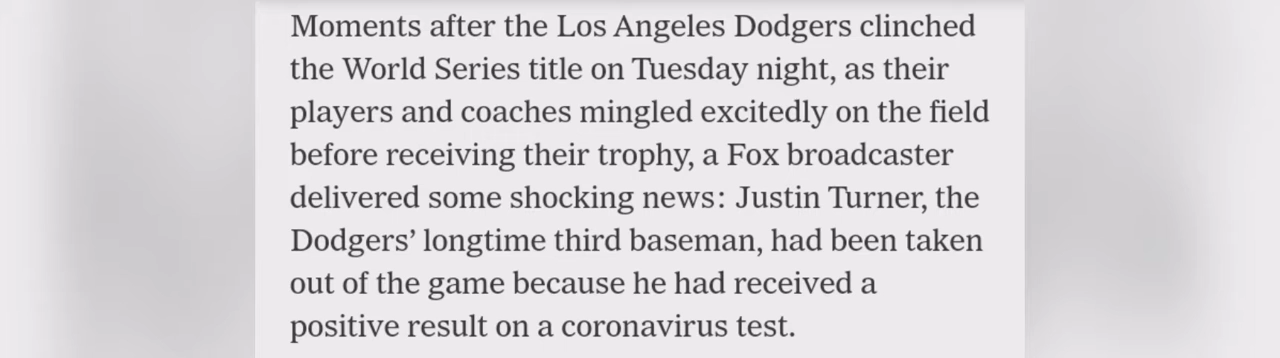 Moments after the Los Angeles Dodgers clinched
the World Series title on Tuesday night, as their
players and coaches mingled excitedly on the field
before receiving their trophy, a Fox broadcaster
delivered some shocking news: Justin Turner, the
Dodgers’ longtime third baseman, had been taken
out of the game because he had received a
positive result on a coronavirus test.